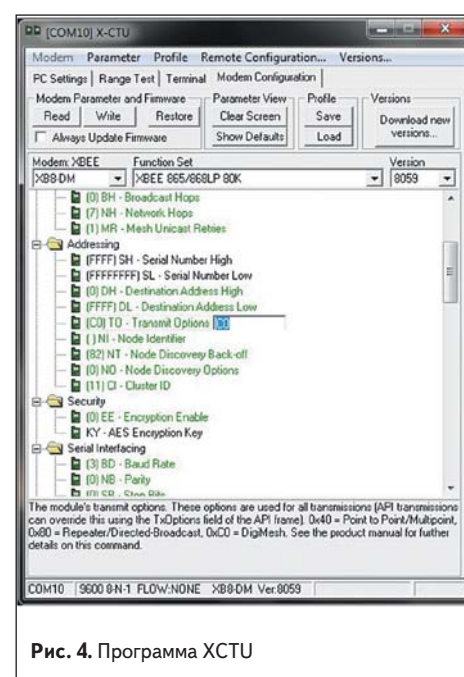 [COM10] X-CTU
Modem Parameter Profile Remote Configuration... Versions...
PC Settings Range Test Terminal Modem Configuration
Modem Parameter and Firmware Parameter View Profile Versions
Read Write Restore Clear Screen Save Download new versions...
Always Update Firmware Show Defaults Load
Modem: XBEE Function Set Version
XB8-DM XBEE 865/868LP 80K 8059
(0) BH - Broadcast Hops
(7) NH - Network Hops
(1) MR - Mesh Unicast Retries
Addressing
(FFFF) SH - Serial Number High
(FFFFFFFF) SL - Serial Number Low
(0) DH - Destination Address High
(FFFF) DL - Destination Address Low
(C0) TO - Transmit Options C0
( ) NI - Node Identifier
(82) NT - Node Discovery Back-off
(0) NO - Node Discovery Options
(11) CI - Cluster ID
Security
(0) EE - Encryption Enable
KY - AES Encryption Key
Serial Interfacing
(3) BD - Baud Rate
(0) NB - Parity
(0) SB - Stop Bits
The module's transmit options. These options are used for all transmissions (API transmissions
can override this using the TxOptions field of the API frame). 0x40 = Point to Point/Multipoint,
0x80 = Repeater/Directed-Broadcast, 0xC0 = DigiMesh. See the product manual for further
details on this command.
COM10 9600 8-N-1 FLOW:NONE XB8-DM Ver:8059
Рис. 4. Программа XCTU